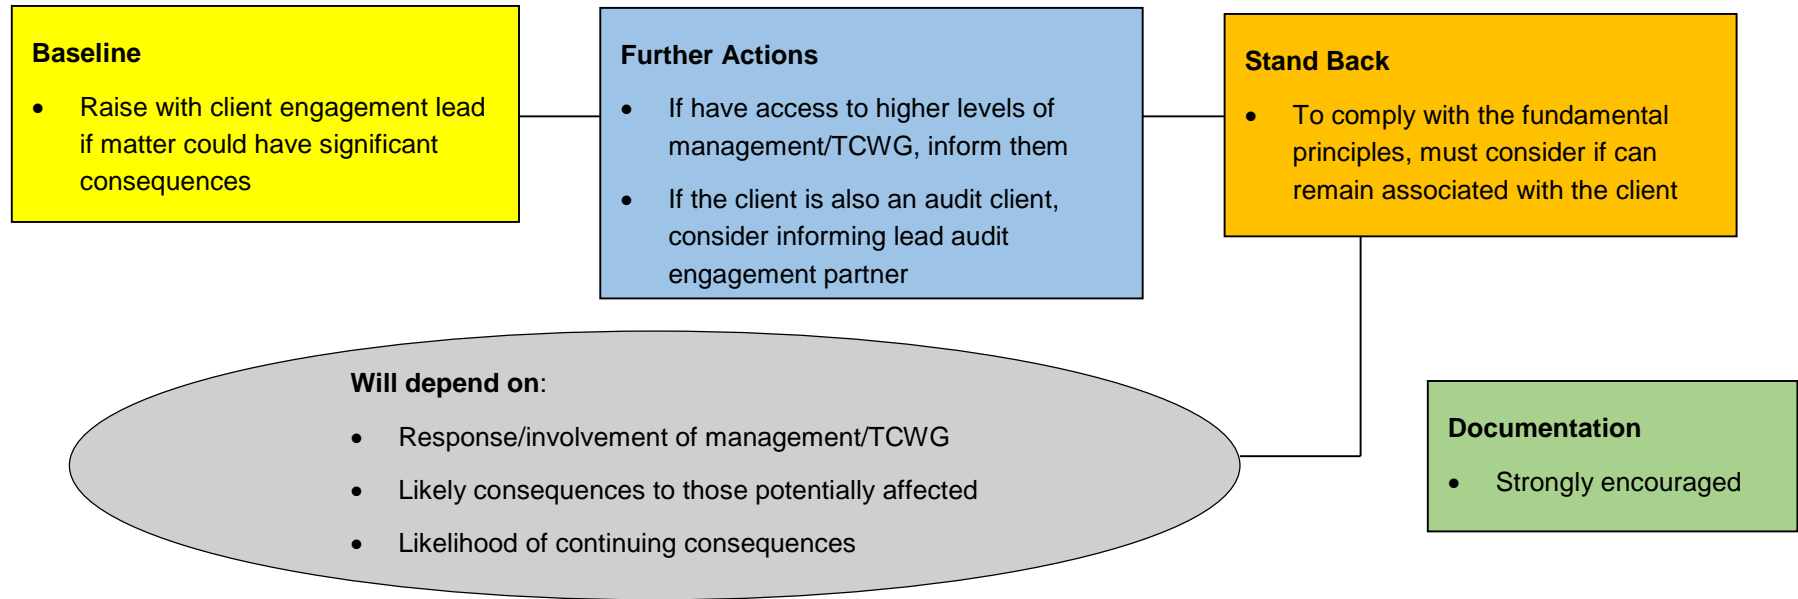 Baseline
• Raise with client engagement lead
if matter could have significant
consequences
Further Actions
• If have access to higher levels of
management/TCWG, inform them
• If the client is also an audit client,
consider informing lead audit
engagement partner
Stand Back
• To comply with the fundamental
principles, must consider if can
remain associated with the client
Will depend on:
• Response/involvement of management/TCWG
• Likely consequences to those potentially affected
• Likelihood of continuing consequences
Documentation
• Strongly encouraged